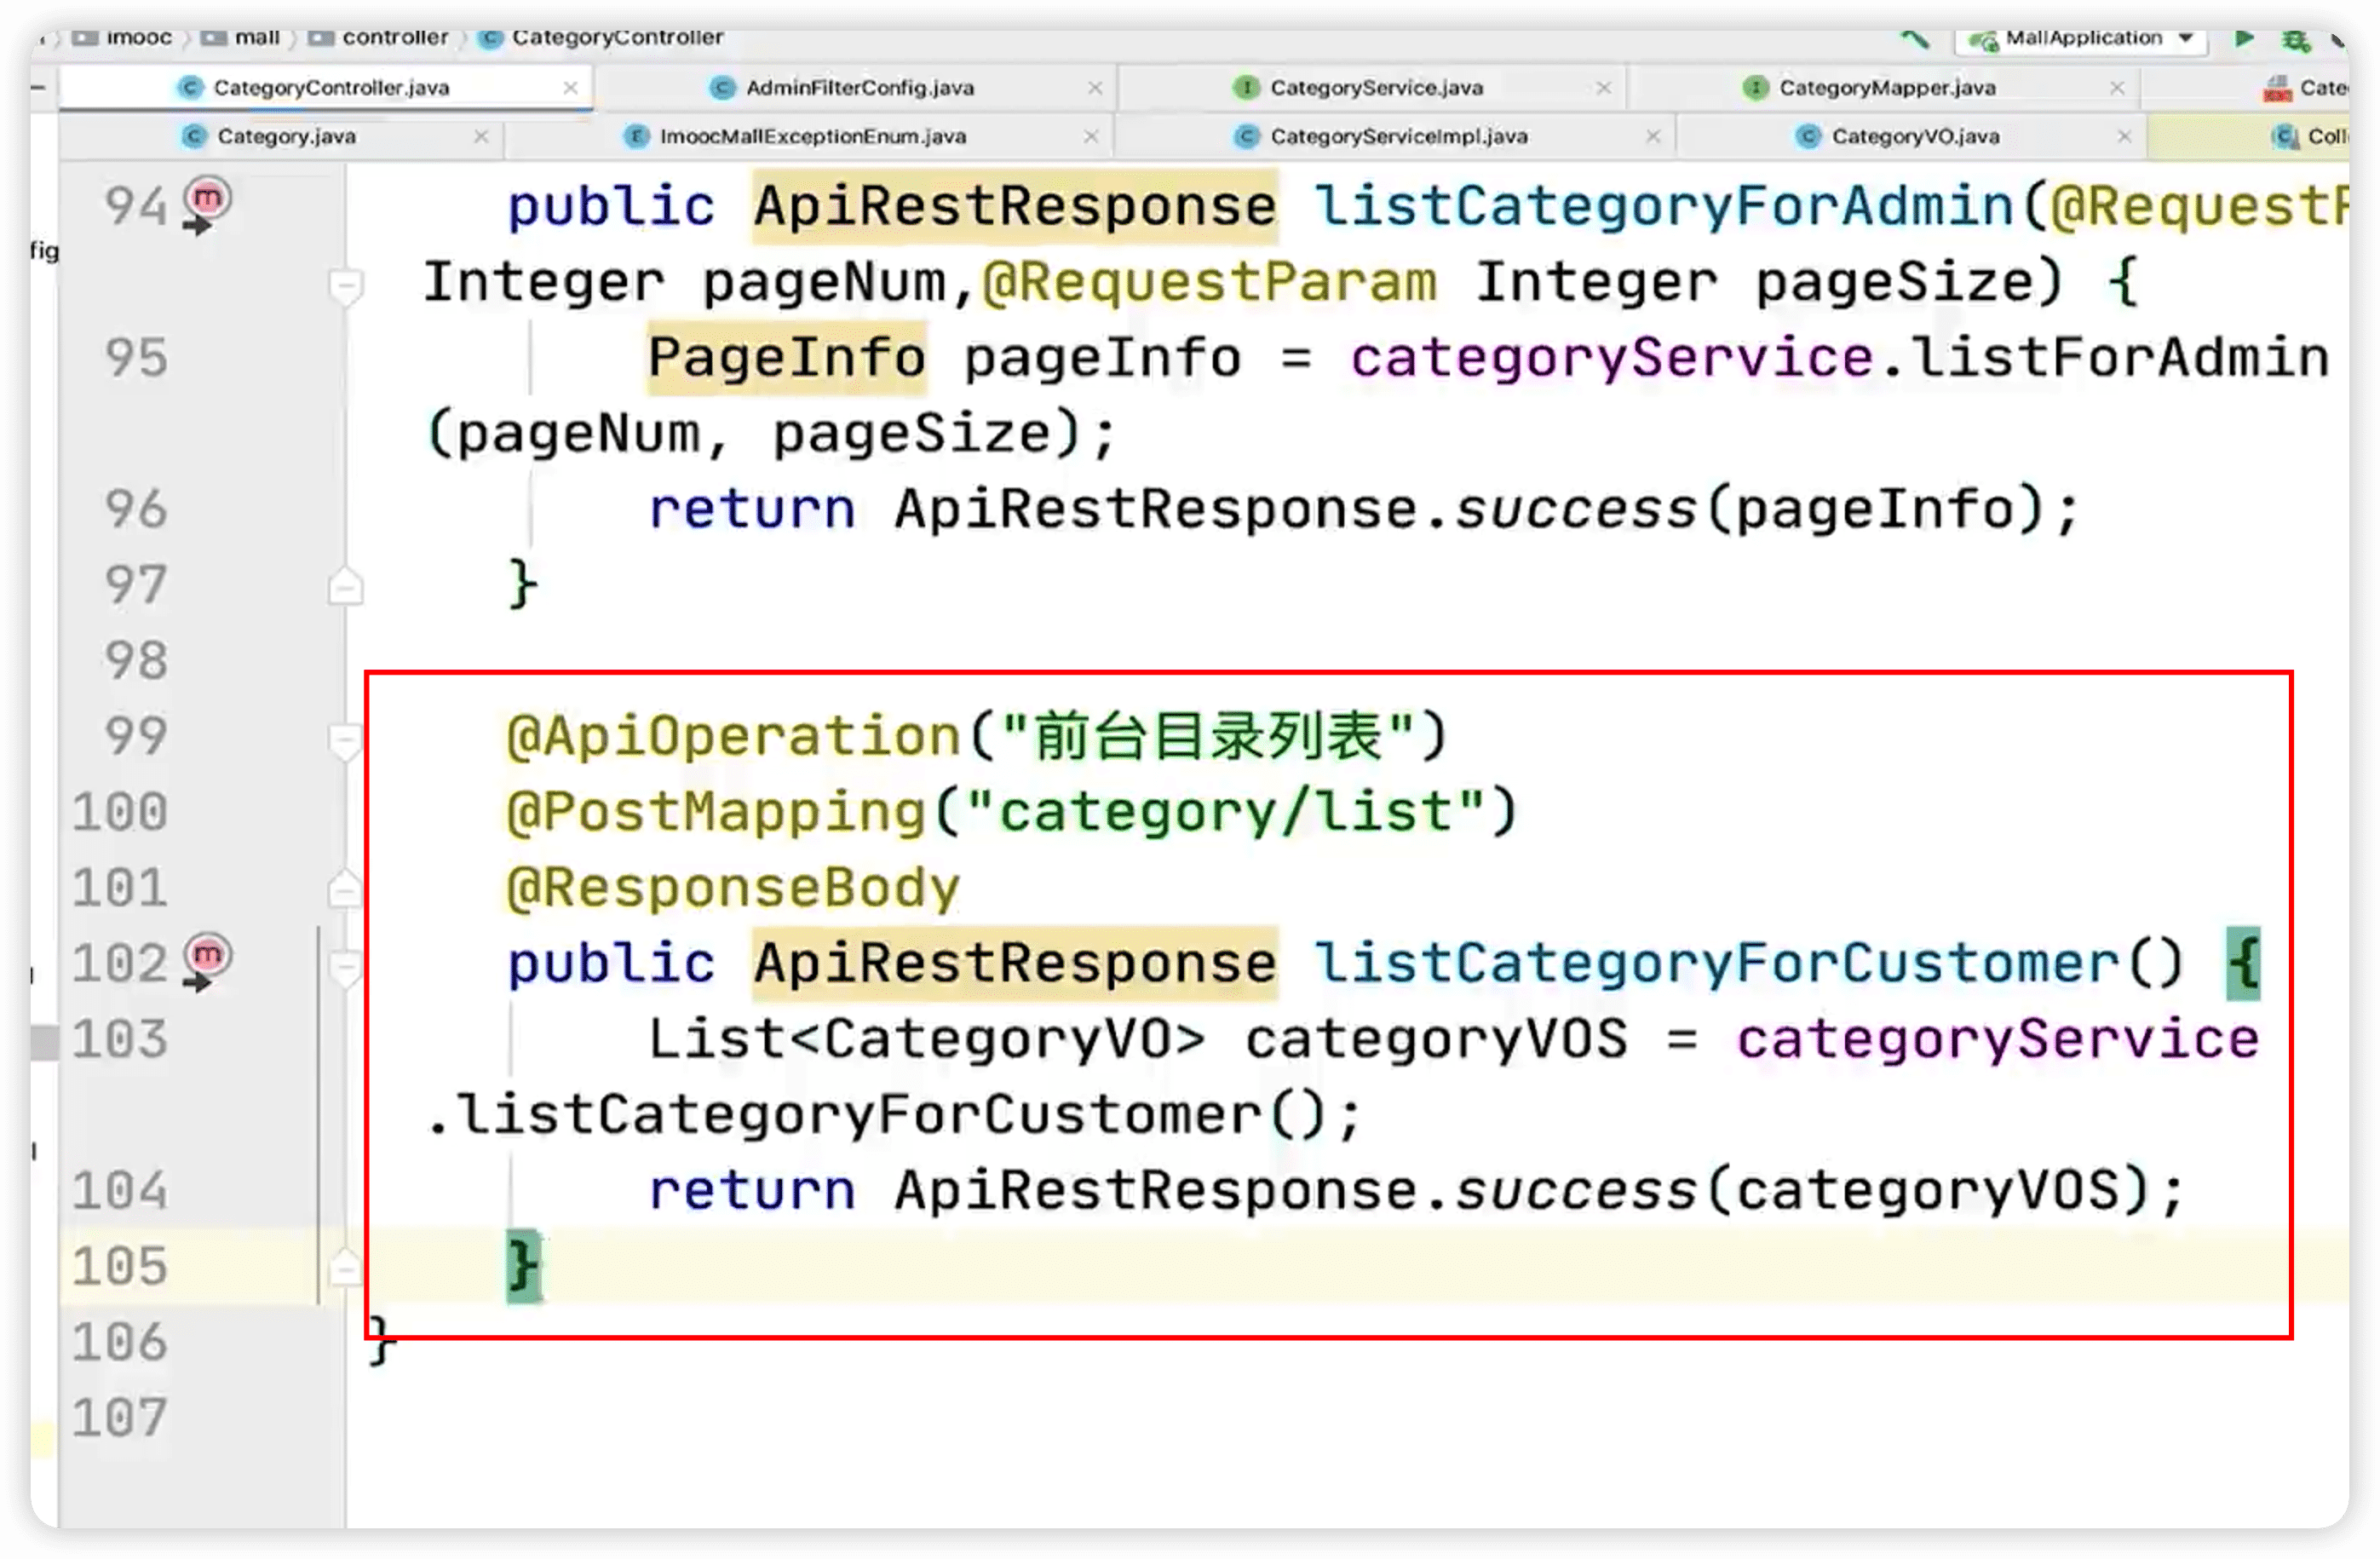 imooc mall controller CategoryController MallApplication
CategoryController.java AdminFilterConfig.java CategoryService.java CategoryMapper.java Cate
Category.java ImoocMallExceptionEnum.java CategoryServiceImpl.java CategoryVO.java Coll
fig
94 public ApiRestResponse listCategoryForAdmin(@RequestP
Integer pageNum,@RequestParam Integer pageSize) {
95 PageInfo pageInfo = categoryService.listForAdmin
(pageNum, pageSize);
96 return ApiRestResponse.success(pageInfo);
97 }
98
99 @ApiOperation("前台目录列表")
100 @PostMapping("category/list")
101 @ResponseBody
102 public ApiRestResponse listCategoryForCustomer() {
103 List<CategoryVO> categoryVOS = categoryService
.listCategoryForCustomer();
104 return ApiRestResponse.success(categoryVOS);
105 }
106 }
107